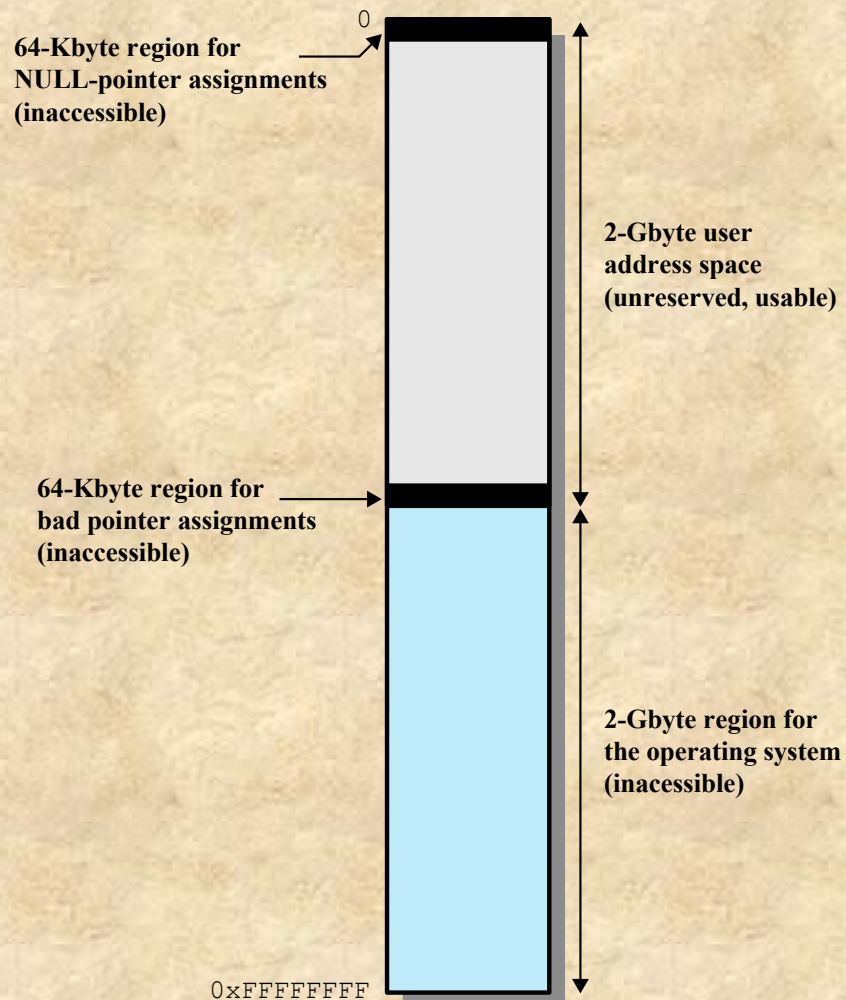 0
64-Kbyte region for
NULL-pointer assignments
(inaccessible)
2-Gbyte user
address space
(unreserved, usable)
64-Kbyte region for
bad pointer assignments
(inaccessible)
2-Gbyte region for
the operating system
(inacessible)
0xFFFFFFFF